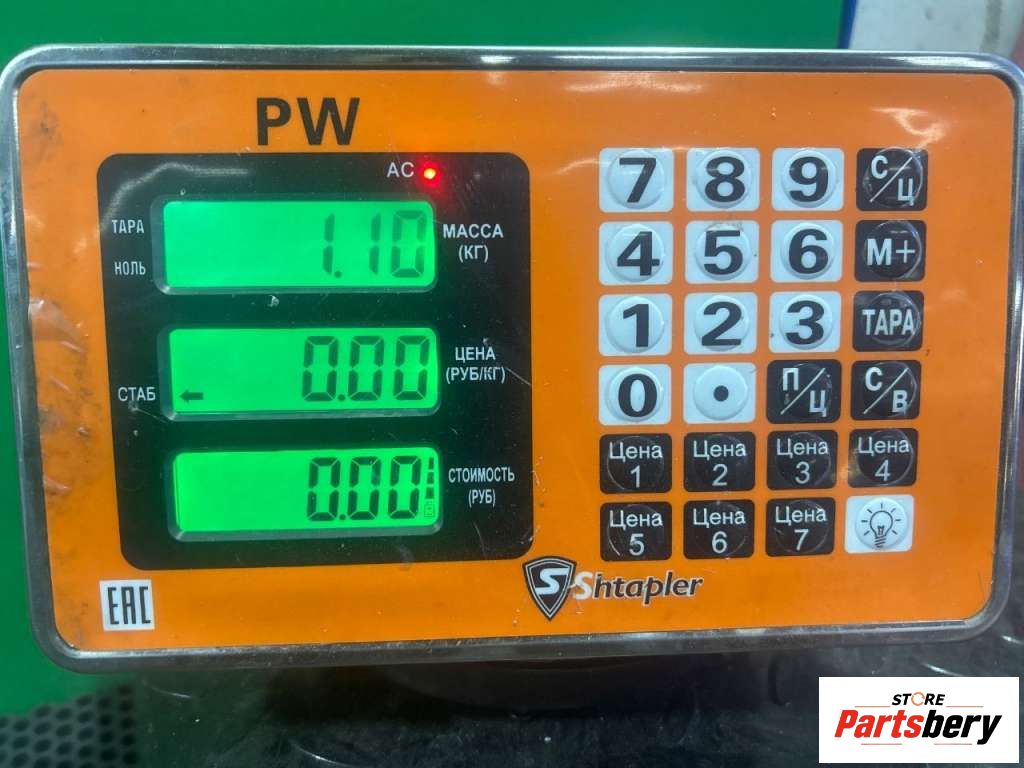 PW
AC
ТАРА
НОЛЬ
1.10
МАССА
(КГ)
СТАБ
0.00
ЦЕНА
(РУБ/КГ)
0.00
СТОИМОСТЬ
(РУБ)
7 8 9 С/Ц
4 5 6 М+
1 2 3 ТАРА
0 • П/Ц С/В
Цена 1 Цена 2 Цена 3 Цена 4
Цена 5 Цена 6 Цена 7
S Shtapler
EAC
STORE
Partsbery